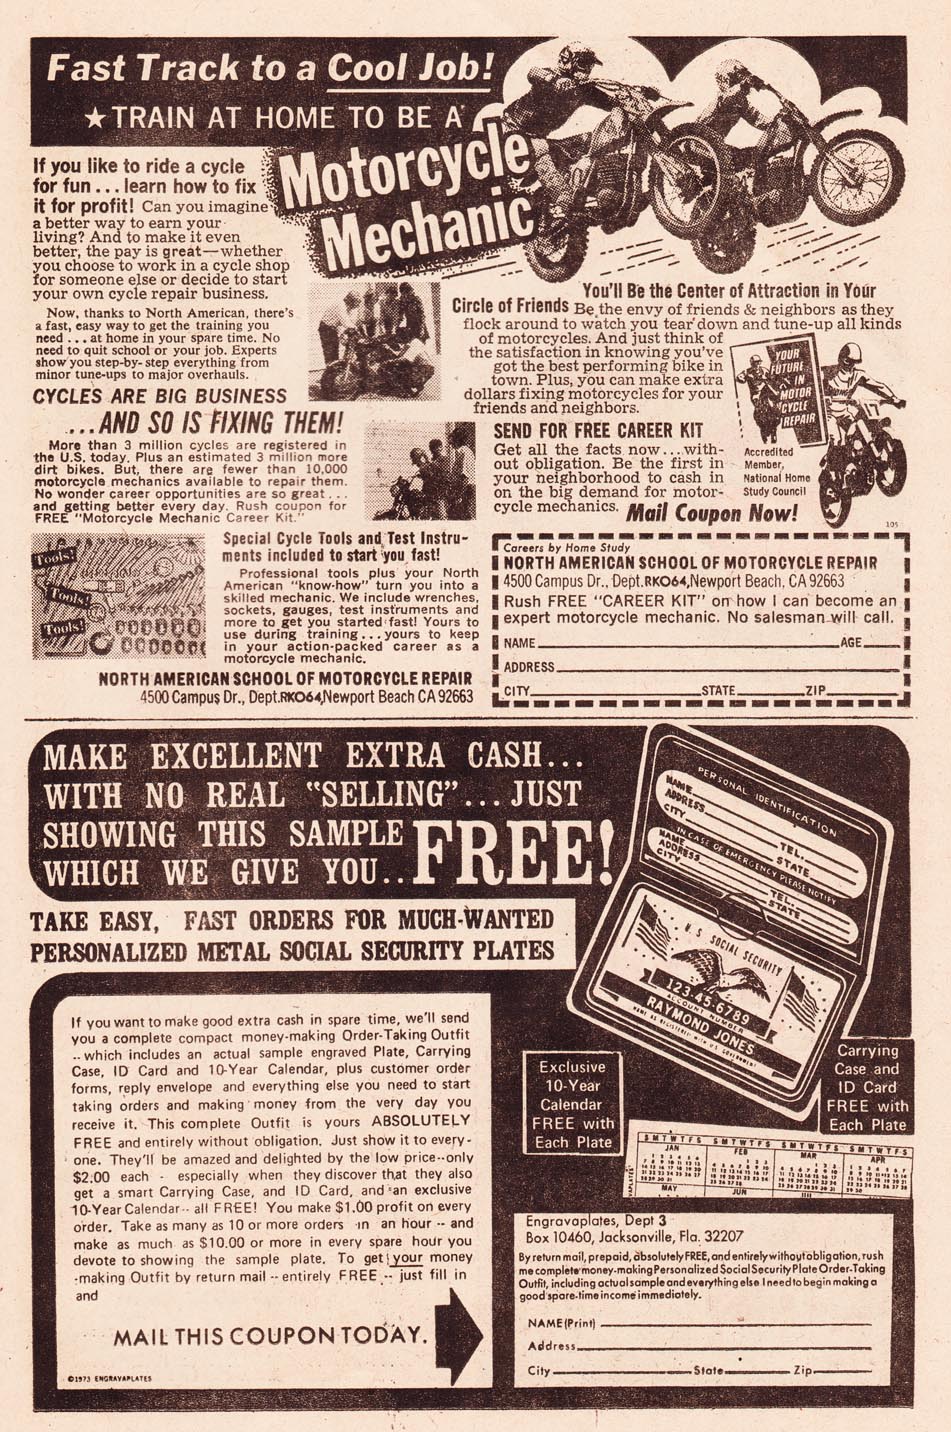 Fast Track to a Cool Job!
★TRAIN AT HOME TO BE A
Motorcycle
Mechanic
If you like to ride a cycle
for fun... learn how to fix
it for profit! Can you imagine
a better way to earn your
living? And to make it even
better, the pay is great—whether
you choose to work in a cycle shop
for someone else or decide to start
your own cycle repair business.
Now, thanks to North American, there's
a fast, easy way to get the training you
need... at home in your spare time. No
need to quit school or your job. Experts
show you step-by-step everything from
minor tune-ups to major overhauls.
CYCLES ARE BIG BUSINESS
...AND SO IS FIXING THEM!
More than 3 million cycles are registered in
the U.S. today. Plus an estimated 3 million more
dirt bikes. But, there are fewer than 10,000
motorcycle mechanics available to repair them.
No wonder career opportunities are so great...
and getting better every day. Rush coupon for
FREE "Motorcycle Mechanic Career Kit."
Tools!
Tools!
Tools!
Special Cycle Tools and Test Instru-
ments included to start you fast!
Professional tools plus your North
American "know-how" turn you into a
skilled mechanic. We include wrenches,
sockets, gauges, test instruments and
more to get you started fast! Yours to
use during training... yours to keep
in your action-packed career as a
motorcycle mechanic.
NORTH AMERICAN SCHOOL OF MOTORCYCLE REPAIR
4500 Campus Dr., Dept.RKO64,Newport Beach CA 92663
You'll Be the Center of Attraction in Your
Circle of Friends Be the envy of friends & neighbors as they
flock around to watch you tear down and tune-up all kinds
of motorcycles. And just think of
the satisfaction in knowing you've
got the best performing bike in
town. Plus, you can make extra
dollars fixing motorcycles for your
friends and neighbors.
YOUR
FUTURE
IN
MOTOR
CYCLE
REPAIR
SEND FOR FREE CAREER KIT
Get all the facts now...with-
out obligation. Be the first in
your neighborhood to cash in
on the big demand for motor-
cycle mechanics. Mail Coupon Now!
Accredited
Member,
National Home
Study Council
105
Careers by Home Study
NORTH AMERICAN SCHOOL OF MOTORCYCLE REPAIR
4500 Campus Dr., Dept.RKO64,Newport Beach, CA 92663
Rush FREE "CAREER KIT" on how I can become an
expert motorcycle mechanic. No salesman will call.
NAME AGE
ADDRESS
CITY STATE ZIP
MAKE EXCELLENT EXTRA CASH...
WITH NO REAL "SELLING"... JUST
SHOWING THIS SAMPLE
WHICH WE GIVE YOU.. FREE!
TAKE EASY, FAST ORDERS FOR MUCH-WANTED
PERSONALIZED METAL SOCIAL SECURITY PLATES
PERSONAL IDENTIFICATION
NAME
ADDRESS TEL.
CITY STATE
IN CASE OF EMERGENCY PLEASE NOTIFY
NAME
ADDRESS TEL.
CITY STATE
U.S SOCIAL SECURITY
123-45-6789
ACCOUNT NUMBER
RAYMOND JONES
NAME AS REGISTERED WITH U.S. GOVERNMENT
If you want to make good extra cash in spare time, we'll send
you a complete compact money-making Order-Taking Outfit
-- which includes an actual sample engraved Plate, Carrying
Case, ID Card and 10-Year Calendar, plus customer order
forms, reply envelope and everything else you need to start
taking orders and making money from the very day you
receive it. This complete Outfit is yours ABSOLUTELY
FREE and entirely without obligation. Just show it to every-
one. They'll be amazed and delighted by the low price--only
$2.00 each - especially when they discover that they also
get a smart Carrying Case, and ID Card, and an exclusive
10-Year Calendar-- all FREE! You make $1.00 profit on every
order. Take as many as 10 or more orders in an hour -- and
make as much as $10.00 or more in every spare hour you
devote to showing the sample plate. To get your money
-making Outfit by return mail -- entirely FREE -- just fill in
and
MAIL THIS COUPON TODAY.
©1973 ENGRAVAPLATES
Exclusive
10-Year
Calendar
FREE with
Each Plate
Carrying
Case and
ID Card
FREE with
Each Plate
S M T W T F S S M T W T F S S M T W T F S S M T W T F S
JAN FEB MAR APR
MAY JUN
Engravaplates, Dept 3
Box 10460, Jacksonville, Fla. 32207
By return mail, prepaid, absolutely FREE, and entirely without obligation, rush
me complete money-making Personalized Social Security Plate Order-Taking
Outfit, including actual sample and everything else I need to begin making a
good spare-time income immediately.
NAME(Print)
Address
City State Zip